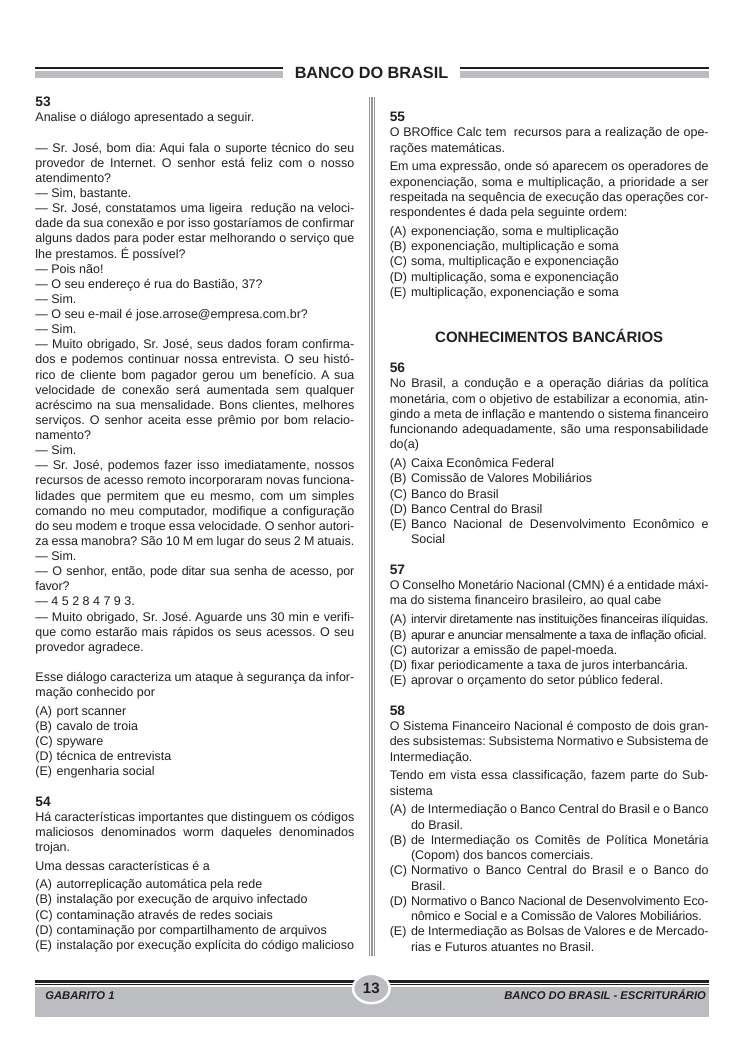 BANCO DO BRASIL
53
Analise o diálogo apresentado a seguir.
— Sr. José, bom dia: Aqui fala o suporte técnico do seu
provedor de Internet. O senhor está feliz com o nosso
atendimento?
— Sim, bastante.
— Sr. José, constatamos uma ligeira redução na veloci-
dade da sua conexão e por isso gostaríamos de confirmar
alguns dados para poder estar melhorando o serviço que
lhe prestamos. É possível?
— Pois não!
— O seu endereço é rua do Bastião, 37?
— Sim.
— O seu e-mail é jose.arrose@empresa.com.br?
— Sim.
— Muito obrigado, Sr. José, seus dados foram confirma-
dos e podemos continuar nossa entrevista. O seu histó-
rico de cliente bom pagador gerou um benefício. A sua
velocidade de conexão será aumentada sem qualquer
acréscimo na sua mensalidade. Bons clientes, melhores
serviços. O senhor aceita esse prêmio por bom relacio-
namento?
— Sim.
— Sr. José, podemos fazer isso imediatamente, nossos
recursos de acesso remoto incorporaram novas funciona-
lidades que permitem que eu mesmo, com um simples
comando no meu computador, modifique a configuração
do seu modem e troque essa velocidade. O senhor autori-
za essa manobra? São 10 M em lugar do seus 2 M atuais.
— Sim.
— O senhor, então, pode ditar sua senha de acesso, por
favor?
— 4 5 2 8 4 7 9 3.
— Muito obrigado, Sr. José. Aguarde uns 30 min e verifi-
que como estarão mais rápidos os seus acessos. O seu
provedor agradece.
Esse diálogo caracteriza um ataque à segurança da infor-
mação conhecido por
(A) port scanner
(B) cavalo de troia
(C) spyware
(D) técnica de entrevista
(E) engenharia social
54
Há características importantes que distinguem os códigos
maliciosos denominados worm daqueles denominados
trojan.
Uma dessas características é a
(A) autorreplicação automática pela rede
(B) instalação por execução de arquivo infectado
(C) contaminação através de redes sociais
(D) contaminação por compartilhamento de arquivos
(E) instalação por execução explícita do código malicioso
55
O BROffice Calc tem recursos para a realização de ope-
rações matemáticas.
Em uma expressão, onde só aparecem os operadores de
exponenciação, soma e multiplicação, a prioridade a ser
respeitada na sequência de execução das operações cor-
respondentes é dada pela seguinte ordem:
(A) exponenciação, soma e multiplicação
(B) exponenciação, multiplicação e soma
(C) soma, multiplicação e exponenciação
(D) multiplicação, soma e exponenciação
(E) multiplicação, exponenciação e soma
CONHECIMENTOS BANCÁRIOS
56
No Brasil, a condução e a operação diárias da política
monetária, com o objetivo de estabilizar a economia, atin-
gindo a meta de inflação e mantendo o sistema financeiro
funcionando adequadamente, são uma responsabilidade
do(a)
(A) Caixa Econômica Federal
(B) Comissão de Valores Mobiliários
(C) Banco do Brasil
(D) Banco Central do Brasil
(E) Banco Nacional de Desenvolvimento Econômico e
Social
57
O Conselho Monetário Nacional (CMN) é a entidade máxi-
ma do sistema financeiro brasileiro, ao qual cabe
(A) intervir diretamente nas instituições financeiras ilíquidas.
(B) apurar e anunciar mensalmente a taxa de inflação oficial.
(C) autorizar a emissão de papel-moeda.
(D) fixar periodicamente a taxa de juros interbancária.
(E) aprovar o orçamento do setor público federal.
58
O Sistema Financeiro Nacional é composto de dois gran-
des subsistemas: Subsistema Normativo e Subsistema de
Intermediação.
Tendo em vista essa classificação, fazem parte do Sub-
sistema
(A) de Intermediação o Banco Central do Brasil e o Banco
do Brasil.
(B) de Intermediação os Comitês de Política Monetária
(Copom) dos bancos comerciais.
(C) Normativo o Banco Central do Brasil e o Banco do
Brasil.
(D) Normativo o Banco Nacional de Desenvolvimento Eco-
nômico e Social e a Comissão de Valores Mobiliários.
(E) de Intermediação as Bolsas de Valores e de Mercado-
rias e Futuros atuantes no Brasil.
GABARITO 1
13
BANCO DO BRASIL - ESCRITURÁRIO